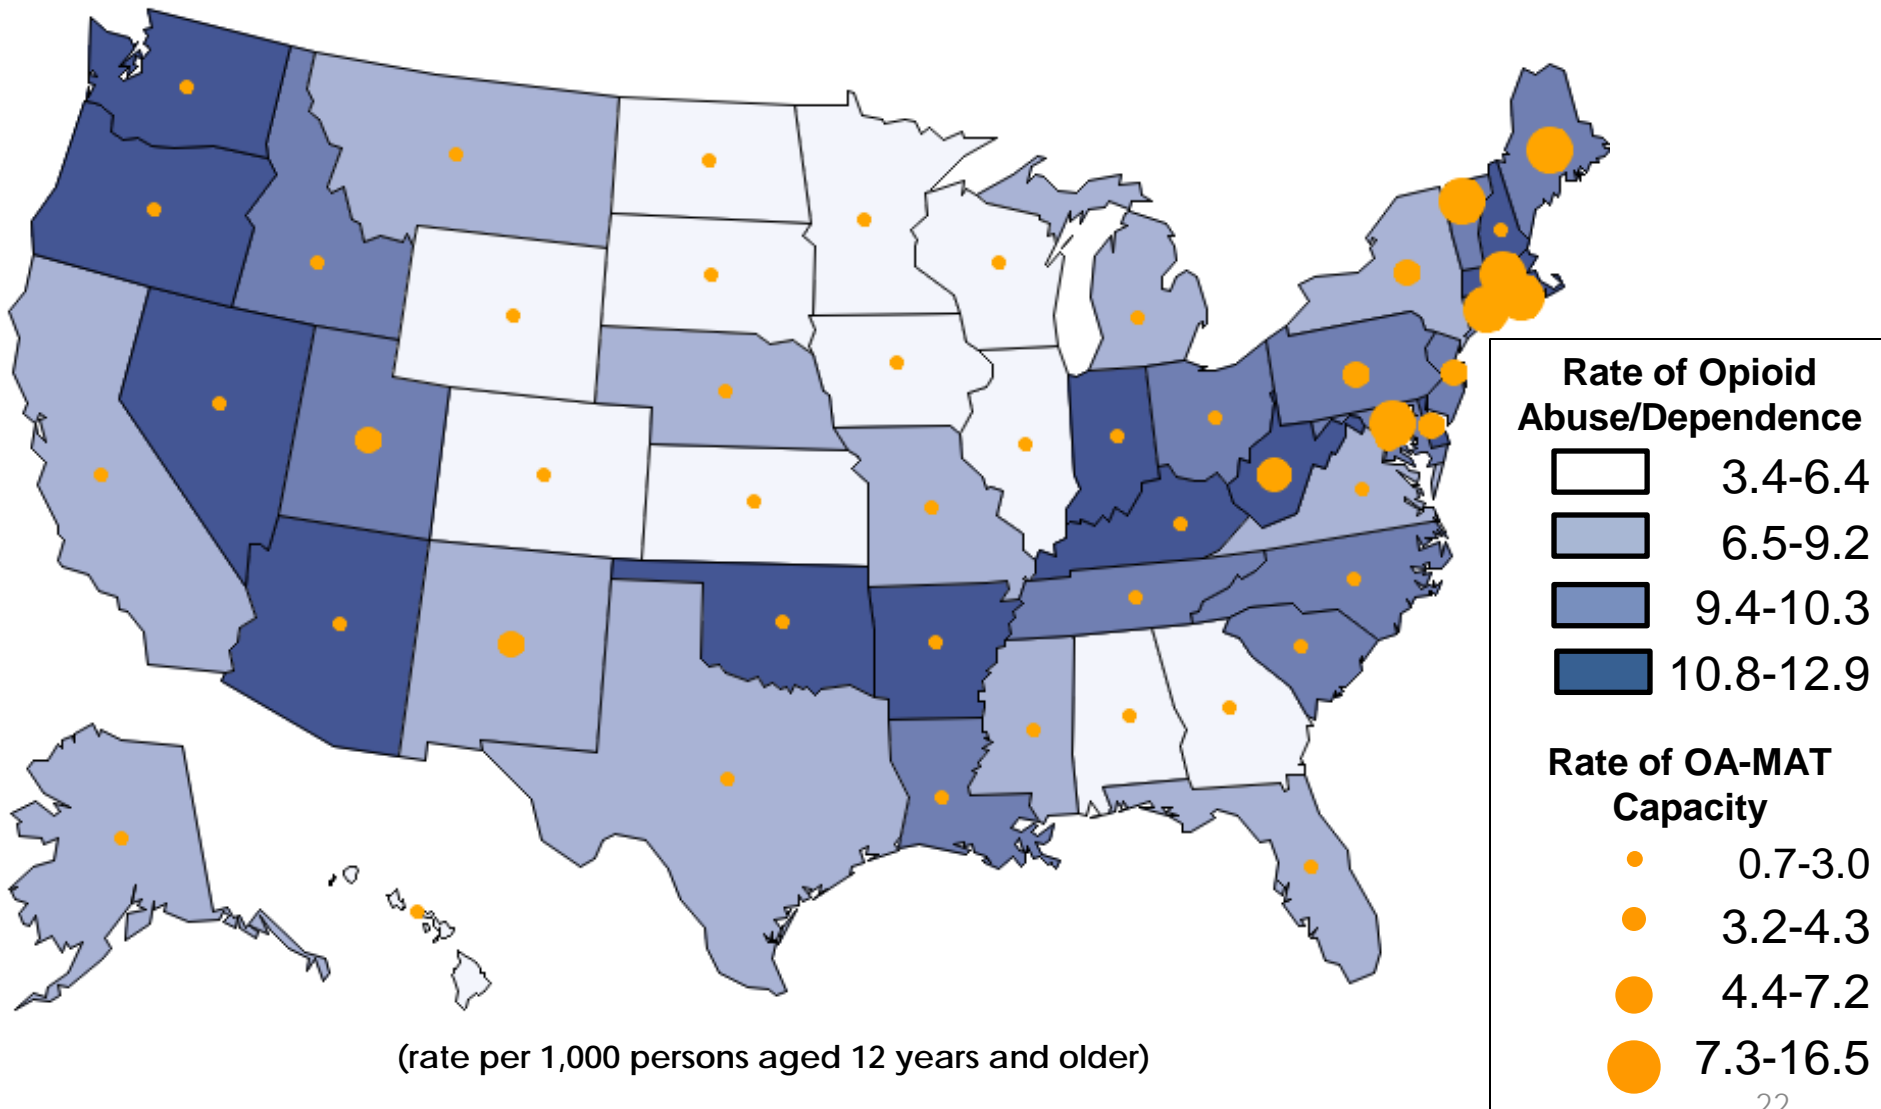 Rate of Opioid
Abuse/Dependence
3.4-6.4
6.5-9.2
9.4-10.3
10.8-12.9
Rate of OA-MAT
Capacity
0.7-3.0
3.2-4.3
4.4-7.2
7.3-16.5
(rate per 1,000 persons aged 12 years and older)
22